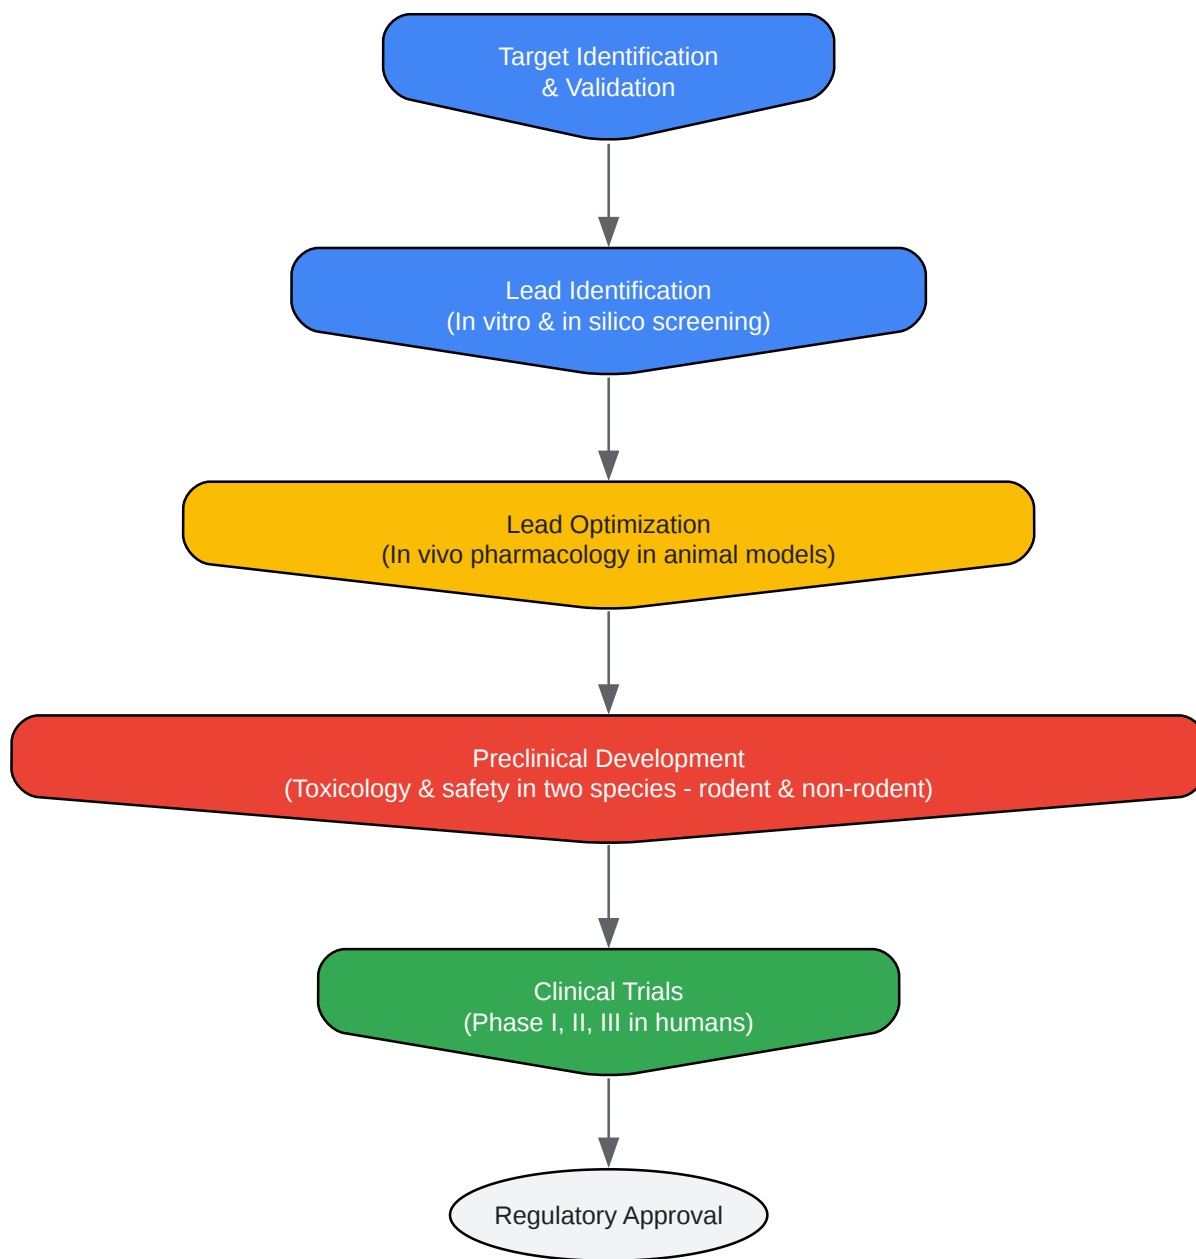 Target Identification
& Validation
Lead Identification
(In vitro & in silico screening)
Lead Optimization
(In vivo pharmacology in animal models)
Preclinical Development
(Toxicology & safety in two species - rodent & non-rodent)
Clinical Trials
(Phase I, II, III in humans)
Regulatory Approval